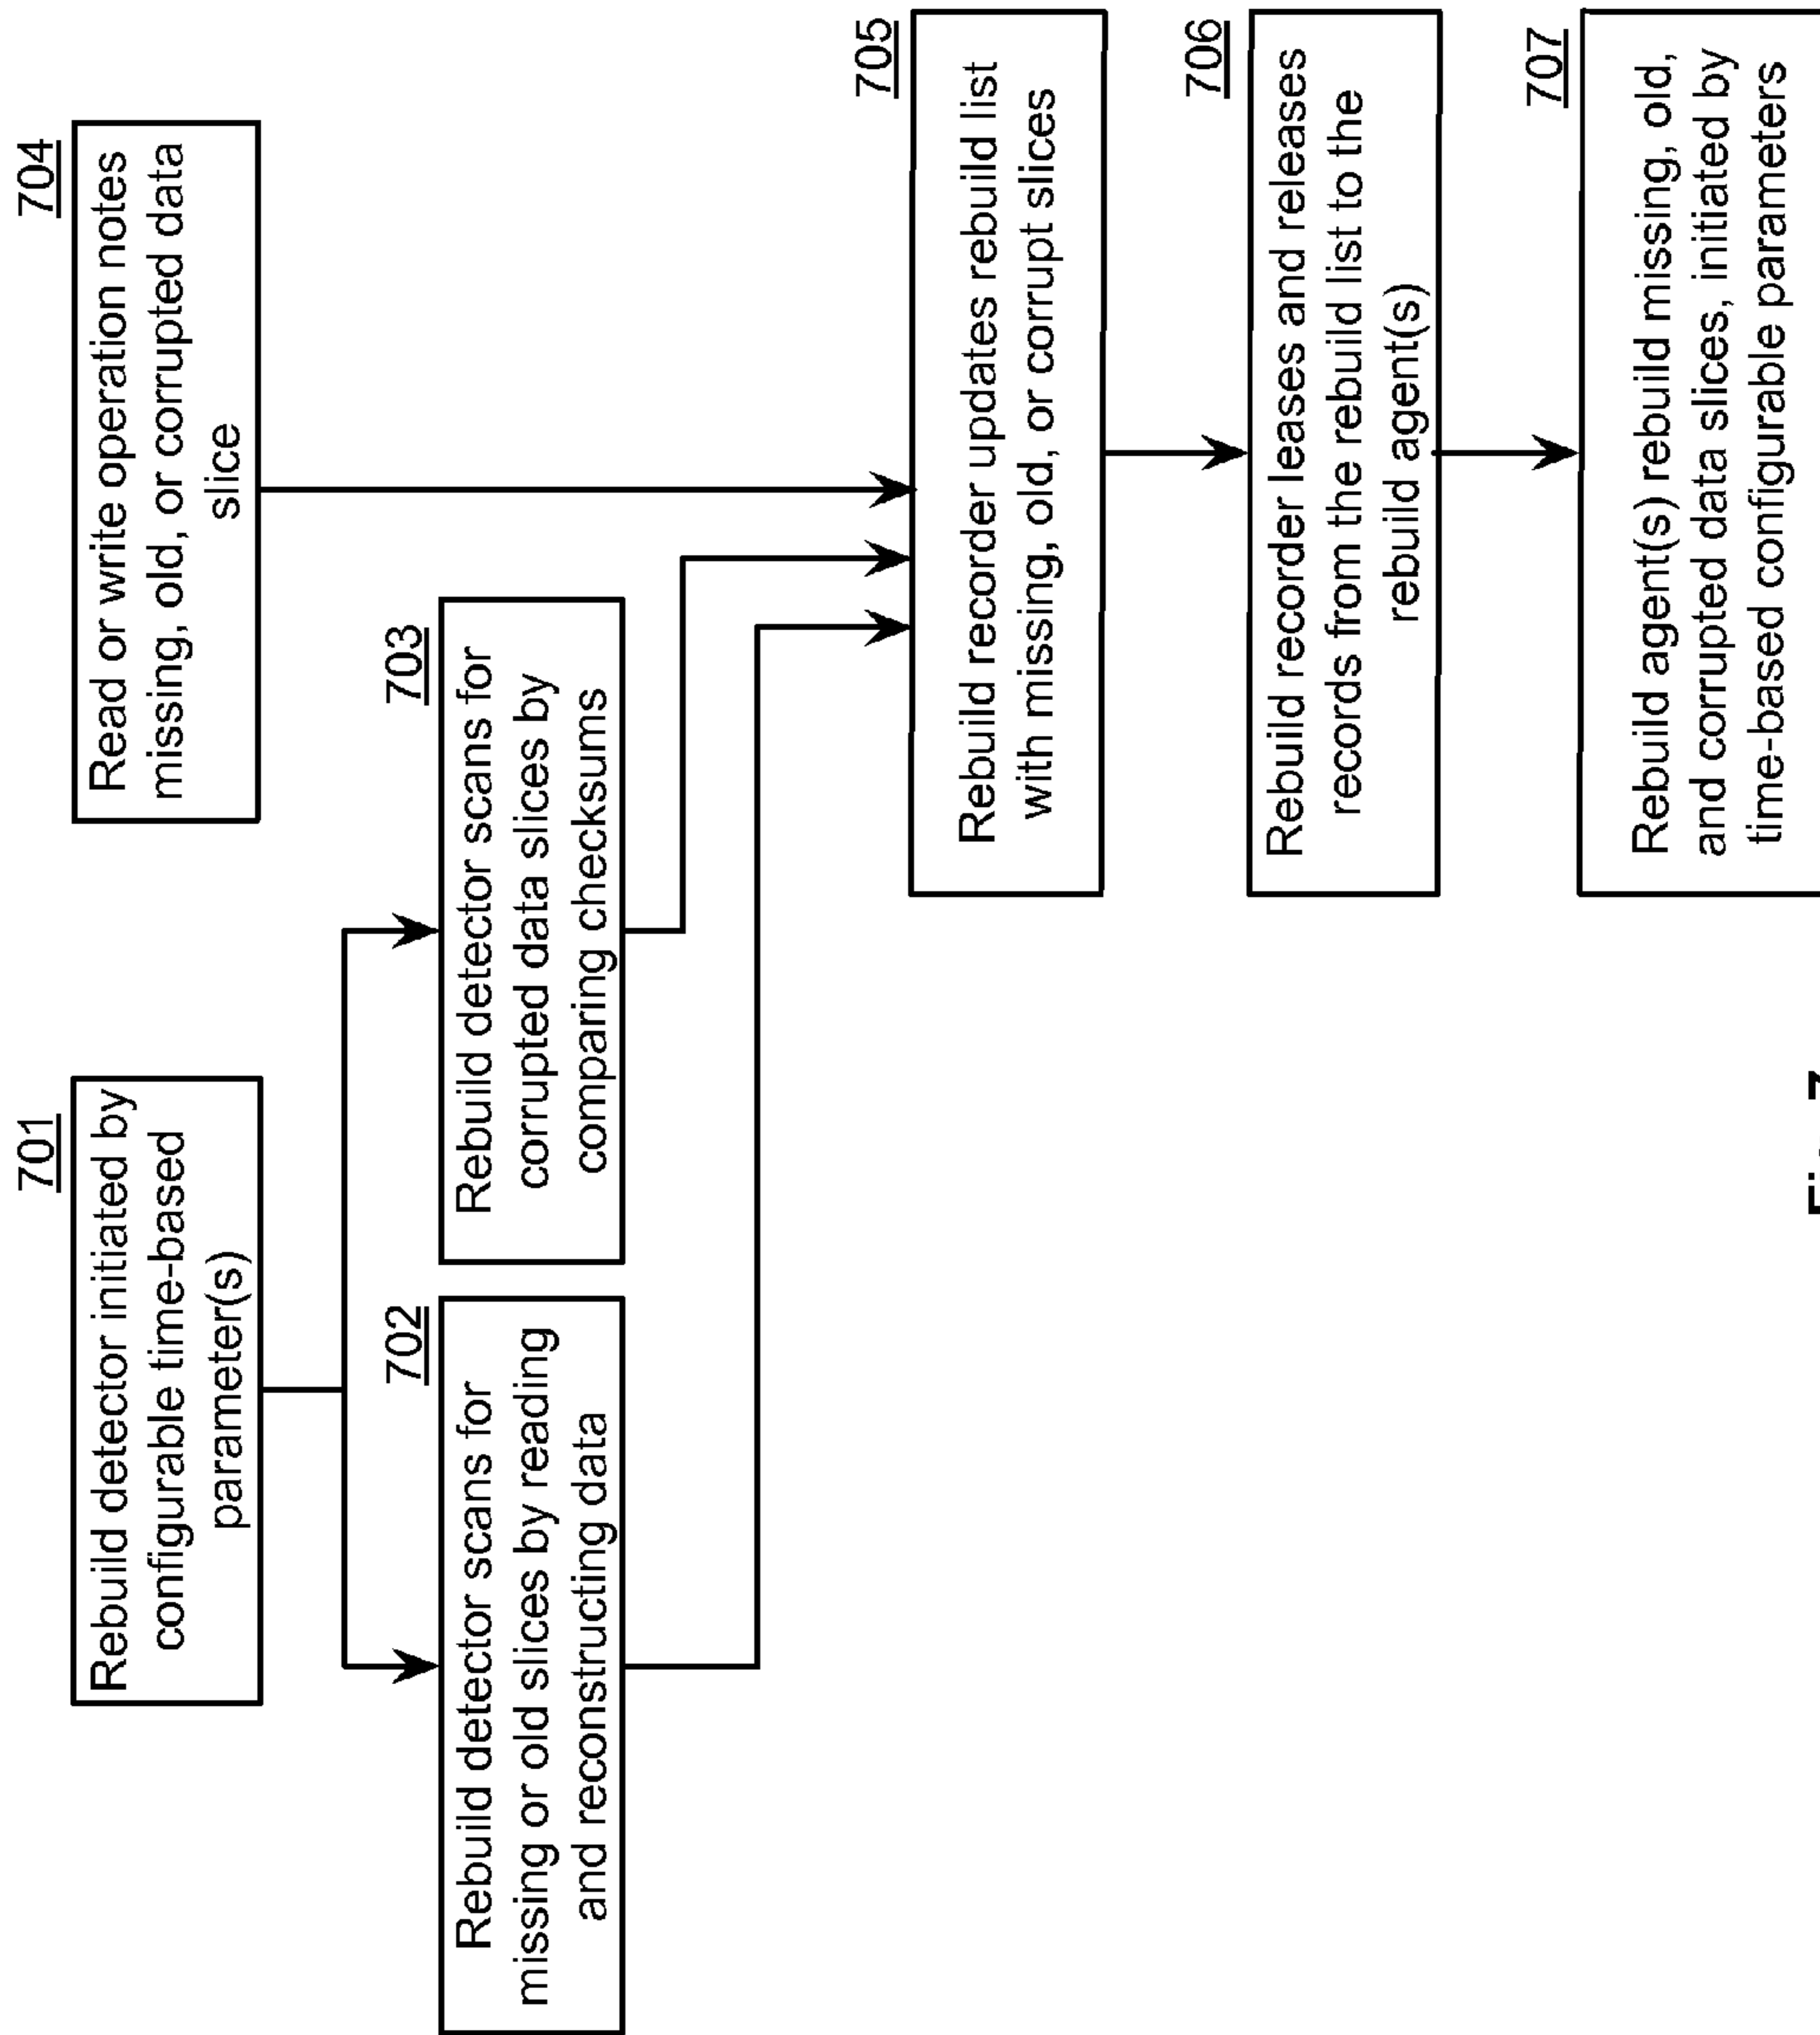 701
Rebuild detector initiated by
configurable time-based
parameter(s)
704
Read or write operation notes
missing, old, or corrupted data
slice
702
Rebuild detector scans for
missing or old slices by reading
and reconstructing data
703
Rebuild detector scans for
corrupted data slices by
comparing checksums
705
Rebuild recorder updates rebuild list
with missing, old, or corrupt slices
706
Rebuild recorder leases and releases
records from the rebuild list to the
rebuild agent(s)
707
Rebuild agent(s) rebuild missing, old,
and corrupted data slices, initiated by
time-based configurable parameters